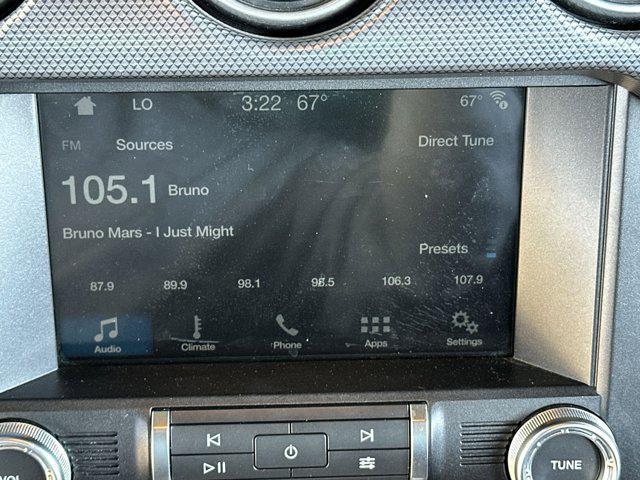 LO 3:22 67° 67°
FM Sources Direct Tune
105.1 Bruno
Bruno Mars - I Just Might
Presets
87.9 89.9 98.1 98.5 106.3 107.9
Audio Climate Phone Apps Settings
VOL TUNE